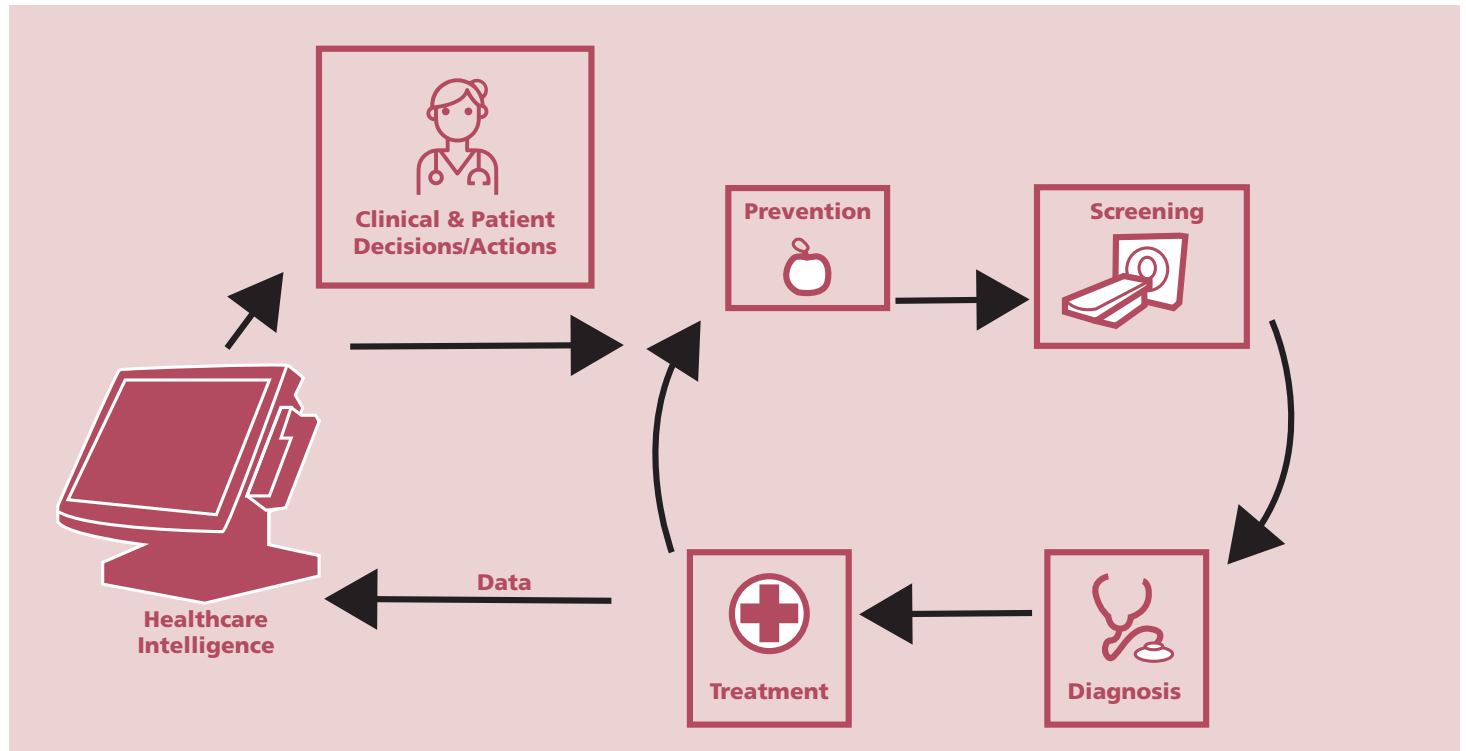 Clinical & Patient
Decisions/Actions
Prevention
Screening
Data
Healthcare
Intelligence
Treatment
Diagnosis